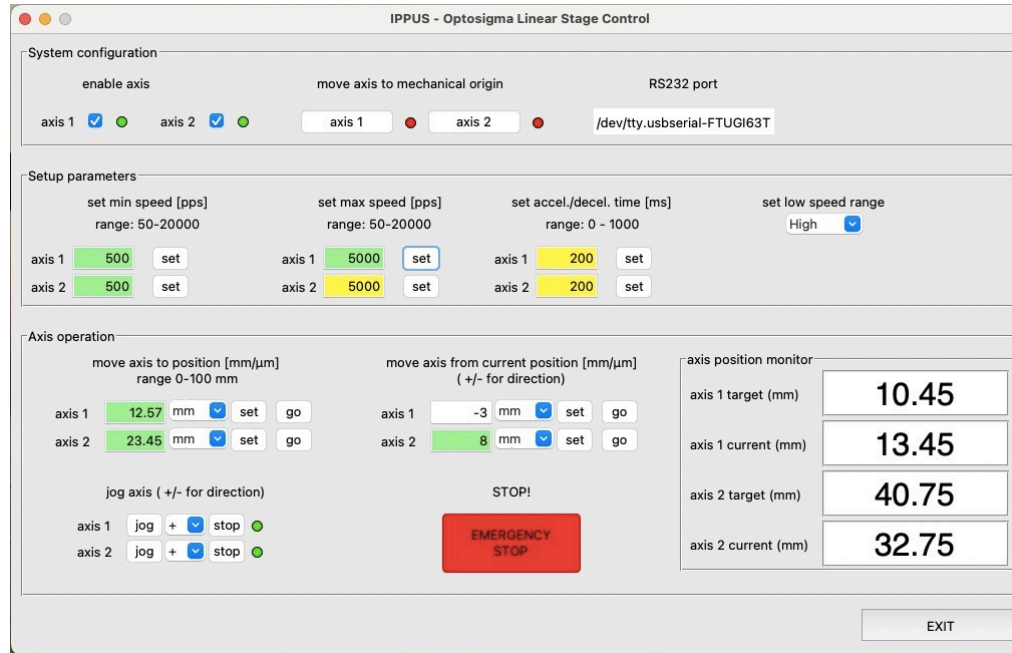 IPPUS - Optosigma Linear Stage Control
System configuration
enable axis
move axis to mechanical origin
RS232 port
axis 1
axis 2
axis 1
axis 2
/dev/tty.usbserial-FTUGI63T
Setup parameters
set min speed [pps]
set max speed [pps]
set accel./decel. time [ms]
set low speed range
range: 50-20000
range: 50-20000
range: 0 - 1000
High
axis 1 500 set
axis 1 5000 set
axis 1 200 set
axis 2 500 set
axis 2 5000 set
axis 2 200 set
Axis operation
move axis to position [mm/µm]
range 0-100 mm
axis 1 12.57 mm set go
axis 2 23.45 mm set go
move axis from current position [mm/µm]
( +/- for direction)
axis 1 -3 mm set go
axis 2 8 mm set go
jog axis ( +/- for direction)
axis 1 jog + stop
axis 2 jog + stop
STOP!
EMERGENCY
STOP
axis position monitor
axis 1 target (mm) 10.45
axis 1 current (mm) 13.45
axis 2 target (mm) 40.75
axis 2 current (mm) 32.75
EXIT